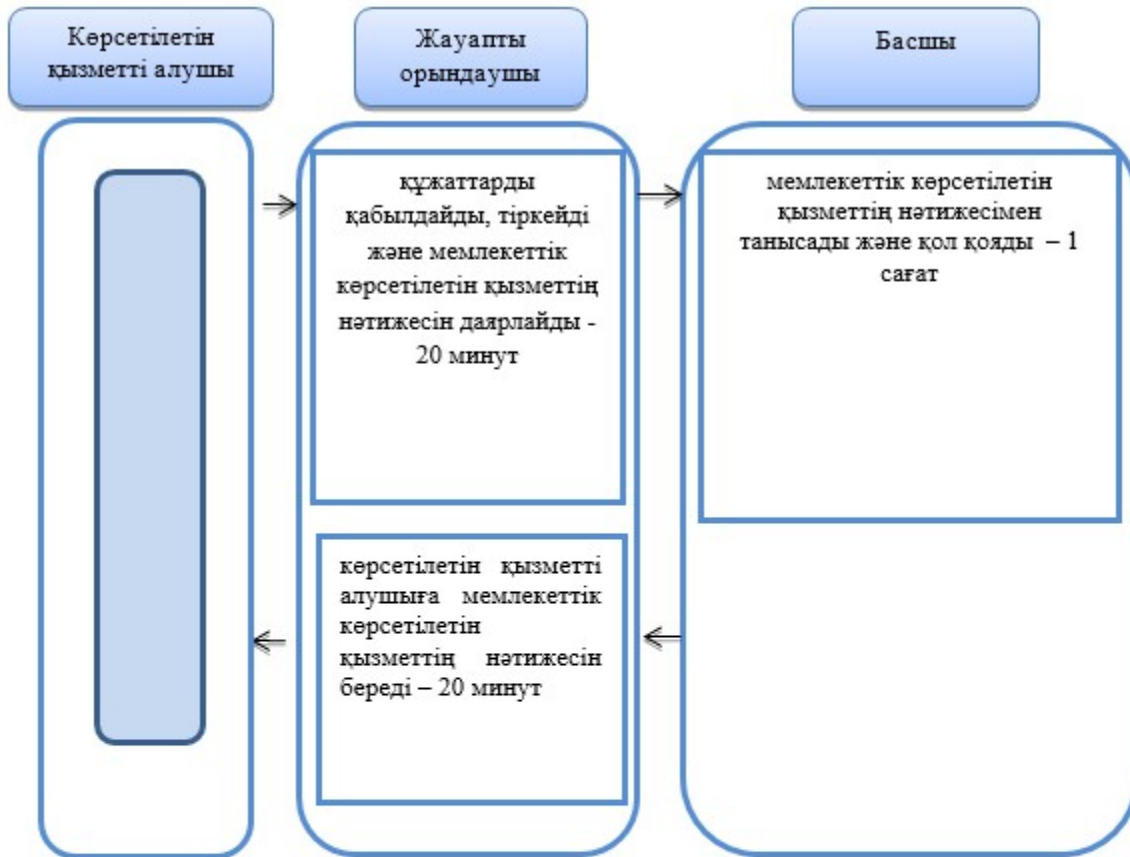 Көрсетілетін
қызметті алушы
Жауапты
орындаушы
Басшы
құжаттарды
қабылдайды, тіркейді
және мемлекеттік
көрсетілетін қызметтің
нәтижесін даярлайды -
20 минут
мемлекеттік көрсетілетін
қызметтің нәтижесімен
танысады және қол қояды – 1
сағат
көрсетілетін қызметті
алушыға мемлекеттік
көрсетілетін
қызметтің нәтижесін
береді – 20 минут